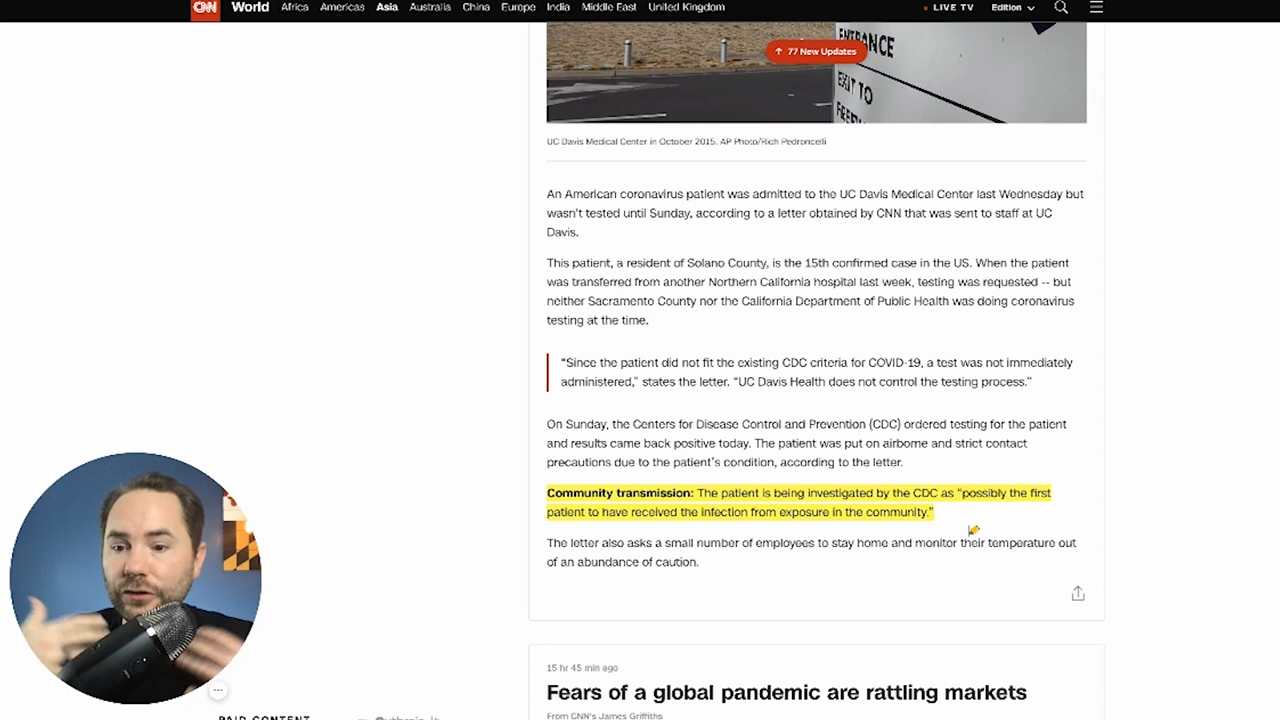 CNN World Africa Americas Asia Australia China Europe India Middle East United Kingdom LIVE TV Edition
ENTRANCE
↑ 77 New Updates
EXIT TO
UC Davis Medical Center in October 2015. AP Photo/Rich Pedroncelli
An American coronavirus patient was admitted to the UC Davis Medical Center last Wednesday but
wasn't tested until Sunday, according to a letter obtained by CNN that was sent to staff at UC
Davis.
This patient, a resident of Solano County, is the 15th confirmed case in the US. When the patient
was transferred from another Northern California hospital last week, testing was requested -- but
neither Sacramento County nor the California Department of Public Health was doing coronavirus
testing at the time.
“Since the patient did not fit the existing CDC criteria for COVID-19, a test was not immediately
administered,” states the letter. “UC Davis Health does not control the testing process.”
On Sunday, the Centers for Disease Control and Prevention (CDC) ordered testing for the patient
and results came back positive today. The patient was put on airborne and strict contact
precautions due to the patient’s condition, according to the letter.
Community transmission: The patient is being investigated by the CDC as “possibly the first
patient to have received the infection from exposure in the community.”
The letter also asks a small number of employees to stay home and monitor their temperature out
of an abundance of caution.
15 hr 45 min ago
Fears of a global pandemic are rattling markets
From CNN's James Griffiths
PAID CONTENT